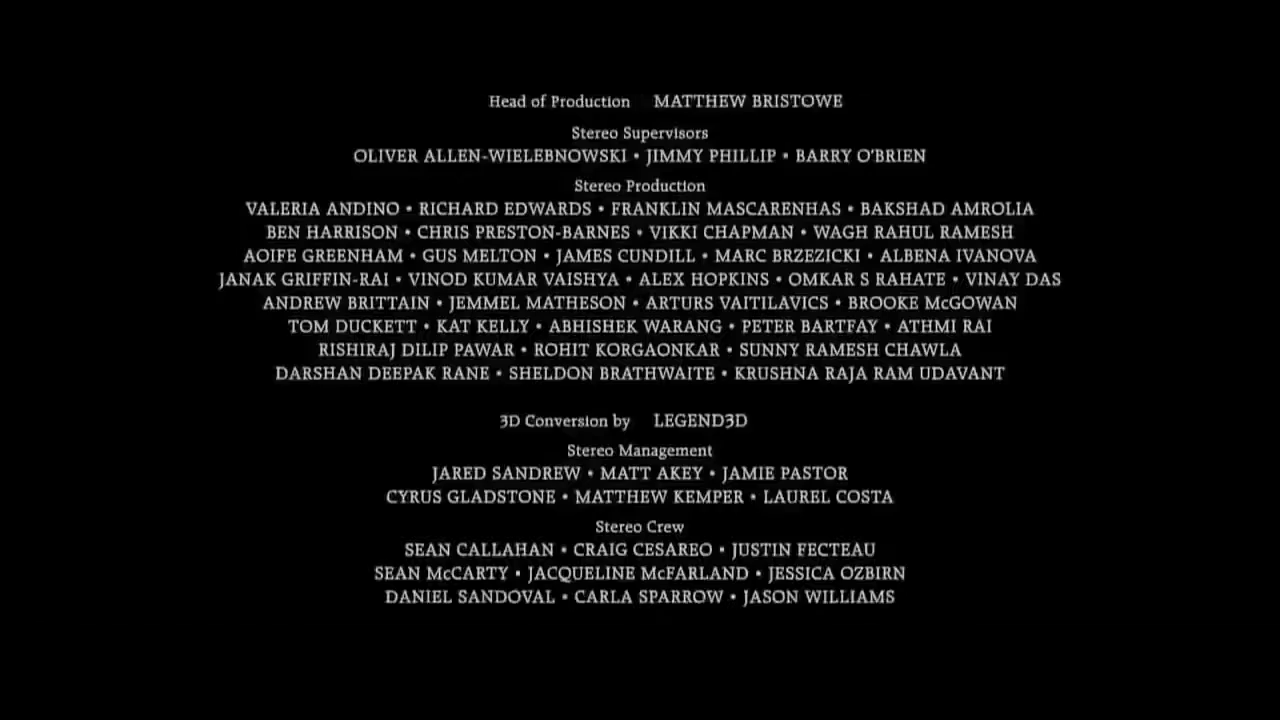 Head of Production MATTHEW BRISTOWE
Stereo Supervisors
OLIVER ALLEN-WIELEBNOWSKI • JIMMY PHILLIP • BARRY O'BRIEN
Stereo Production
VALERIA ANDINO • RICHARD EDWARDS • FRANKLIN MASCARENHAS • BAKSHAD AMROLIA
BEN HARRISON • CHRIS PRESTON-BARNES • VIKKI CHAPMAN • WAGH RAHUL RAMESH
AOIFE GREENHAM • GUS MELTON • JAMES CUNDILL • MARC BRZEZICKI • ALBENA IVANOVA
JANAK GRIFFIN-RAI • VINOD KUMAR VAISHYA • ALEX HOPKINS • OMKAR S RAHATE • VINAY DAS
ANDREW BRITTAIN • JEMMEL MATHESON • ARTURS VAITILAVICS • BROOKE McGOWAN
TOM DUCKETT • KAT KELLY • ABHISHEK WARANG • PETER BARTFAY • ATHMI RAI
RISHIRAJ DILIP PAWAR • ROHIT KORGAONKAR • SUNNY RAMESH CHAWLA
DARSHAN DEEPAK RANE • SHELDON BRATHWAITE • KRUSHNA RAJA RAM UDAVANT
3D Conversion by LEGEND3D
Stereo Management
JARED SANDREW • MATT AKEY • JAMIE PASTOR
CYRUS GLADSTONE • MATTHEW KEMPER • LAUREL COSTA
Stereo Crew
SEAN CALLAHAN • CRAIG CESAREO • JUSTIN FECTEAU
SEAN McCARTY • JACQUELINE McFARLAND • JESSICA OZBIRN
DANIEL SANDOVAL • CARLA SPARROW • JASON WILLIAMS